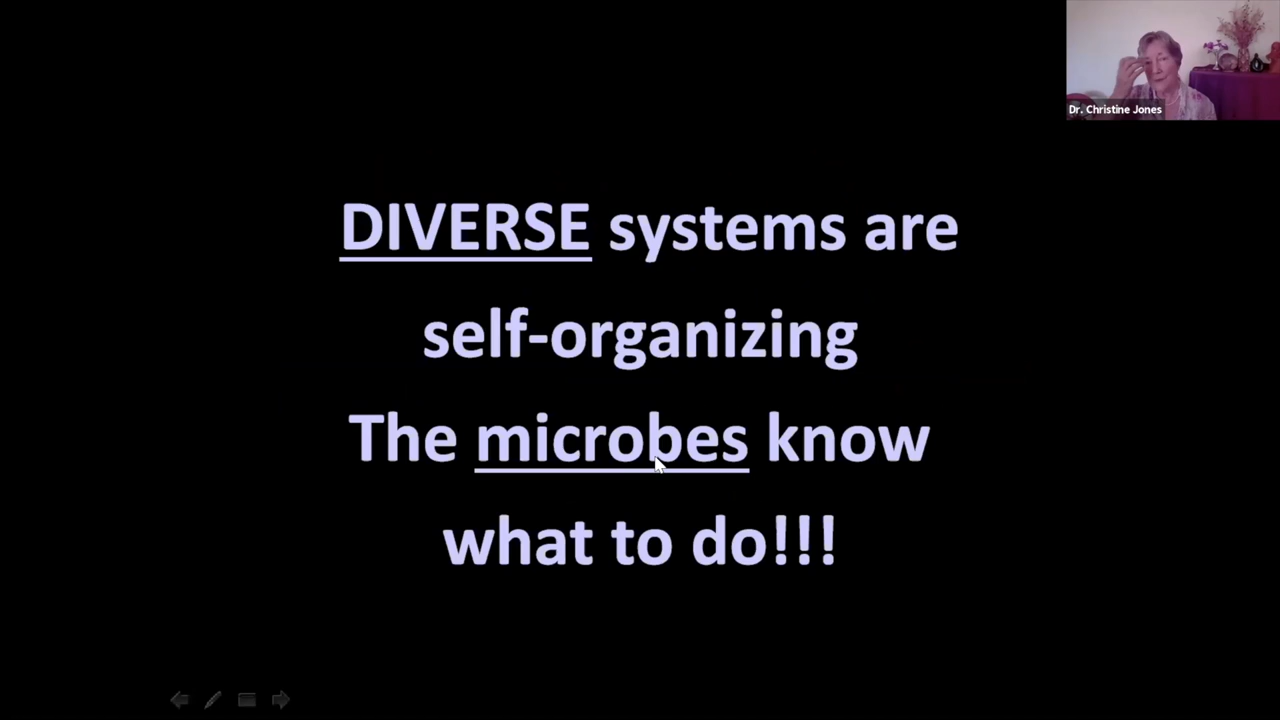 Dr. Christine Jones
DIVERSE systems are
self-organizing
The microbes know
what to do!!!